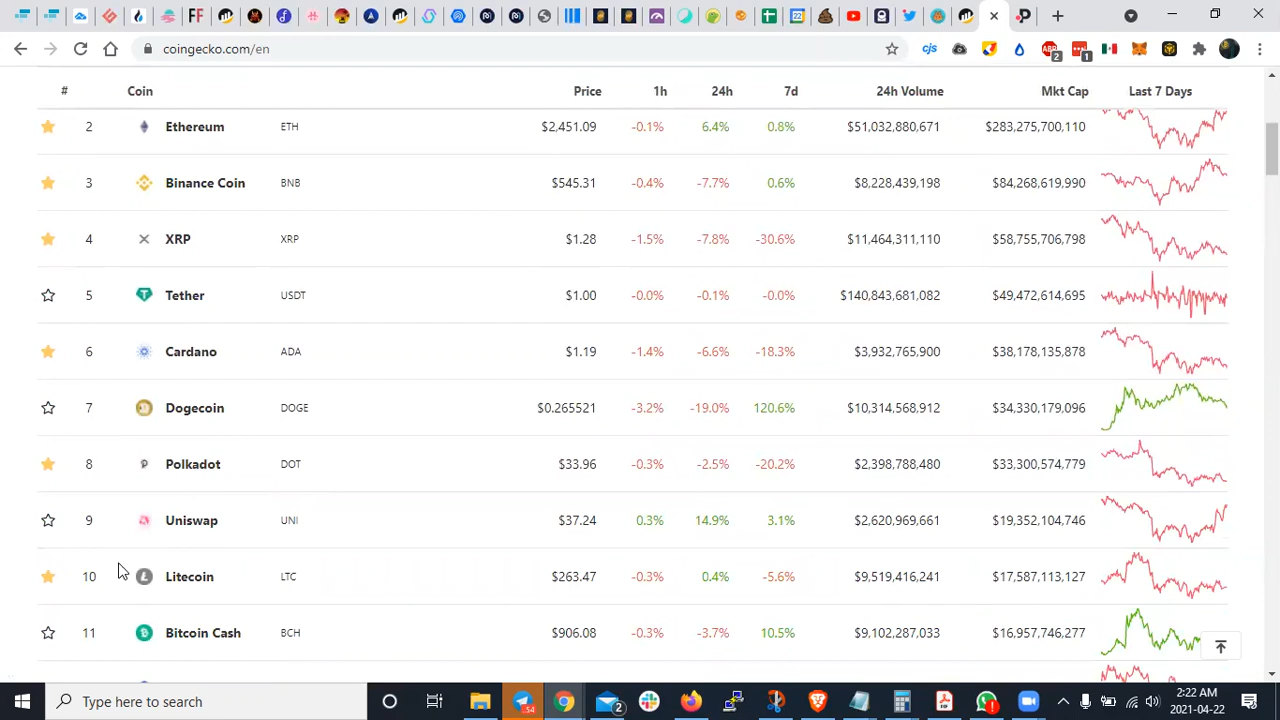 coingecko.com/en
cjs ABP 2 1
# Coin Price 1h 24h 7d 24h Volume Mkt Cap Last 7 Days
2 Ethereum ETH $2,451.09 -0.1% 6.4% 0.8% $51,032,880,671 $283,275,700,110
3 Binance Coin BNB $545.31 -0.4% -7.7% 0.6% $8,228,439,198 $84,268,619,990
4 XRP XRP $1.28 -1.5% -7.8% -30.6% $11,464,311,110 $58,755,706,798
5 Tether USDT $1.00 -0.0% -0.1% -0.0% $140,843,681,082 $49,472,614,695
6 Cardano ADA $1.19 -1.4% -6.6% -18.3% $3,932,765,900 $38,178,135,878
7 Dogecoin DOGE $0.265521 -3.2% -19.0% 120.6% $10,314,568,912 $34,330,179,096
8 Polkadot DOT $33.96 -0.3% -2.5% -20.2% $2,398,788,480 $33,300,574,779
9 Uniswap UNI $37.24 0.3% 14.9% 3.1% $2,620,969,661 $19,352,104,746
10 Litecoin LTC $263.47 -0.3% 0.4% -5.6% $9,519,416,241 $17,587,113,127
11 Bitcoin Cash BCH $906.08 -0.3% -3.7% 10.5% $9,102,287,033 $16,957,746,277
Type here to search
2:22 AM
2021-04-22